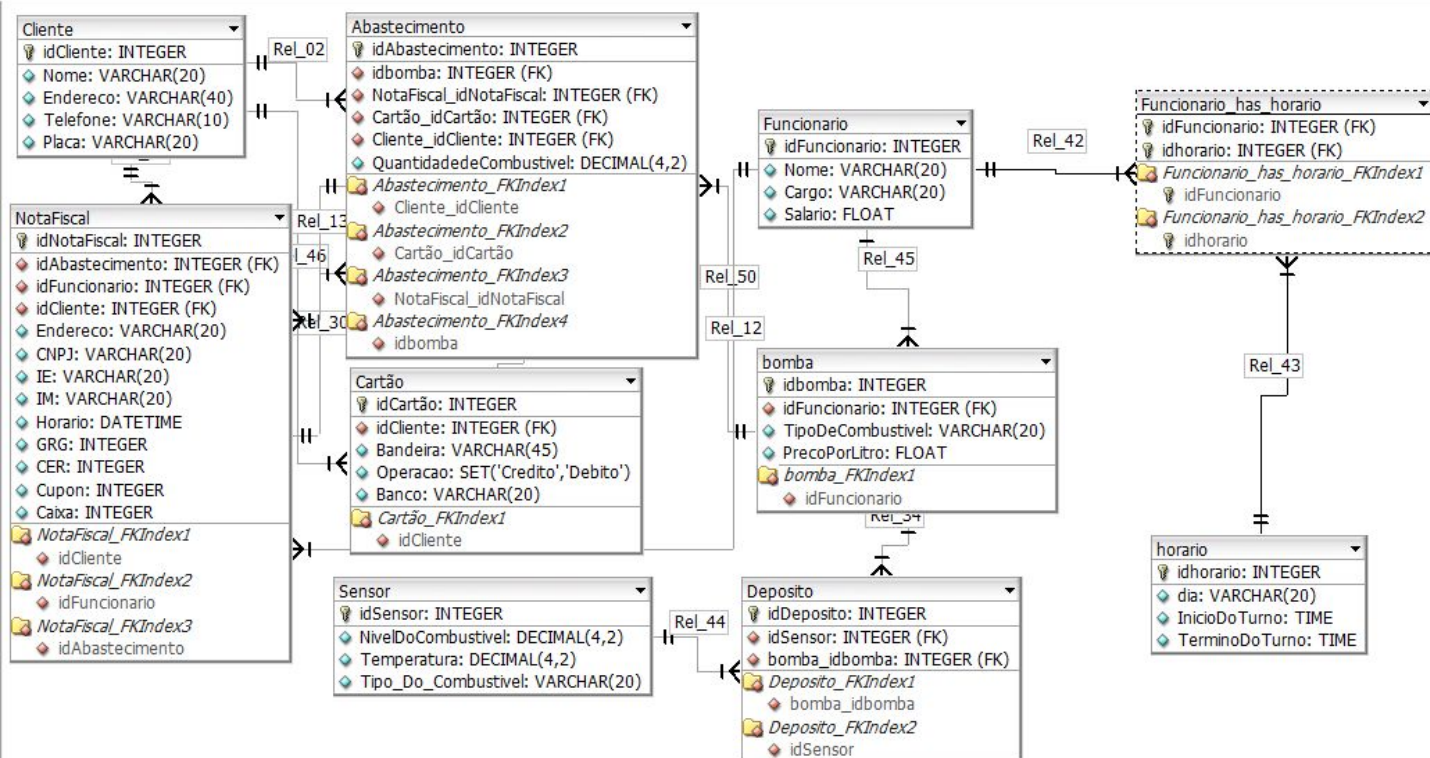 Cliente
idCliente: INTEGER
Nome: VARCHAR(20)
Endereco: VARCHAR(40)
Telefone: VARCHAR(10)
Placa: VARCHAR(20)
Rel_02
Abastecimento
idAbastecimento: INTEGER
idbomba: INTEGER (FK)
NotaFiscal_idNotaFiscal: INTEGER (FK)
Cartão_idCartão: INTEGER (FK)
Cliente_idCliente: INTEGER (FK)
QuantidadedeCombustivel: DECIMAL(4,2)
Abastecimento_FKIndex1
Cliente_idCliente
Abastecimento_FKIndex2
Cartão_idCartão
Abastecimento_FKIndex3
NotaFiscal_idNotaFiscal
Abastecimento_FKIndex4
idbomba
Funcionario
idFuncionario: INTEGER
Nome: VARCHAR(20)
Cargo: VARCHAR(20)
Salario: FLOAT
Rel_42
Funcionario_has_horario
idFuncionario: INTEGER (FK)
idhorario: INTEGER (FK)
Funcionario_has_horario_FKIndex1
idFuncionario
Funcionario_has_horario_FKIndex2
idhorario
NotaFiscal
idNotaFiscal: INTEGER
idAbastecimento: INTEGER (FK)
idFuncionario: INTEGER (FK)
idCliente: INTEGER (FK)
Endereco: VARCHAR(20)
CNPJ: VARCHAR(20)
IE: VARCHAR(20)
IM: VARCHAR(20)
Horario: DATETIME
GRG: INTEGER
CER: INTEGER
Cupon: INTEGER
Caixa: INTEGER
NotaFiscal_FKIndex1
idCliente
NotaFiscal_FKIndex2
idFuncionario
NotaFiscal_FKIndex3
idAbastecimento
Rel_13
l_46
el_30
Rel_50
Rel_12
Rel_45
Rel_43
Cartão
idCartão: INTEGER
idCliente: INTEGER (FK)
Bandeira: VARCHAR(45)
Operacao: SET('Credito','Debito')
Banco: VARCHAR(20)
Cartão_FKIndex1
idCliente
bomba
idbomba: INTEGER
idFuncionario: INTEGER (FK)
TipoDeCombustivel: VARCHAR(20)
PrecoPorLitro: FLOAT
bomba_FKIndex1
idFuncionario
Rel_34
Sensor
idSensor: INTEGER
NivelDoCombustivel: DECIMAL(4,2)
Temperatura: DECIMAL(4,2)
Tipo_Do_Combustivel: VARCHAR(20)
Rel_44
Deposito
idDeposito: INTEGER
idSensor: INTEGER (FK)
bomba_idbomba: INTEGER (FK)
Deposito_FKIndex1
bomba_idbomba
Deposito_FKIndex2
idSensor
horario
idhorario: INTEGER
dia: VARCHAR(20)
InicioDoTurno: TIME
TerminoDoTurno: TIME